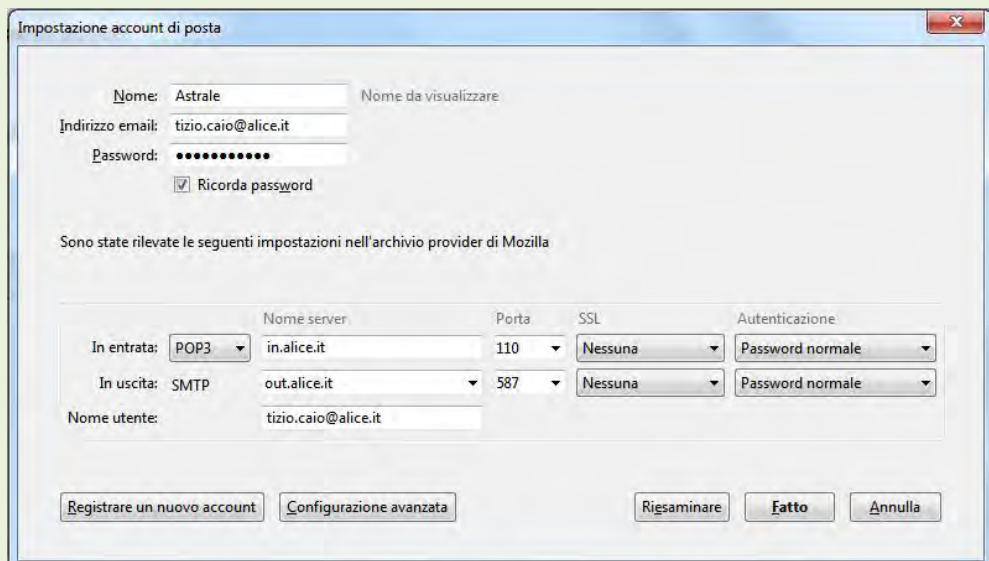 Impostazione account di posta
Nome: Astrale Nome da visualizzare
Indirizzo email: tizio.caio@alice.it
Password: •••••••••••
Ricorda password
Sono state rilevate le seguenti impostazioni nell'archivio provider di Mozilla
Nome server Porta SSL Autenticazione
In entrata: POP3 in.alice.it 110 Nessuna Password normale
In uscita: SMTP out.alice.it 587 Nessuna Password normale
Nome utente: tizio.caio@alice.it
Registrare un nuovo account Configurazione avanzata Riesaminare Fatto Annulla